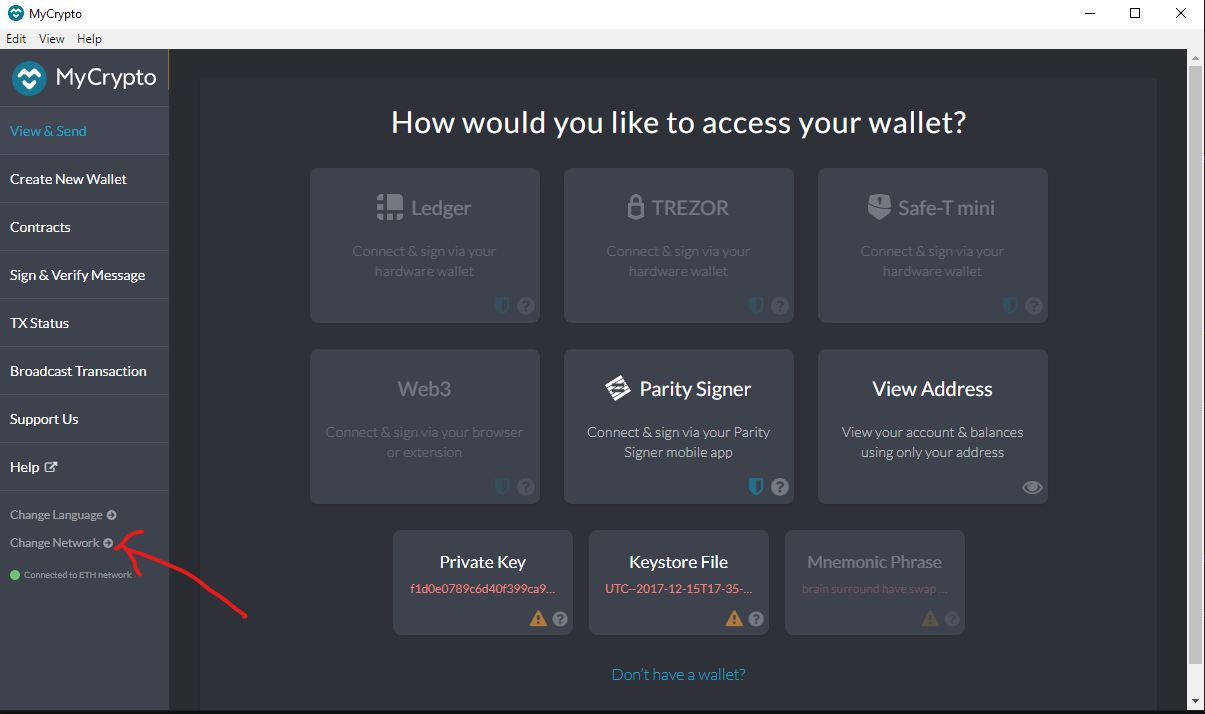 MyCrypto
Edit View Help
MyCrypto
View & Send
Create New Wallet
Contracts
Sign & Verify Message
TX Status
Broadcast Transaction
Support Us
Help
Change Language
Change Network
Connected to ETH network
How would you like to access your wallet?
Ledger
Connect & sign via your
hardware wallet
TREZOR
Connect & sign via your
hardware wallet
Safe-T mini
Connect & sign via your
hardware wallet
Web3
Connect & sign via your browser
or extension
Parity Signer
Connect & sign via your Parity
Signer mobile app
View Address
View your account & balances
using only your address
Private Key
f1d0e0789c6d40f399ca9...
Keystore File
UTC--2017-12-15T17-35-...
Mnemonic Phrase
brain surround have swap ...
Don't have a wallet?